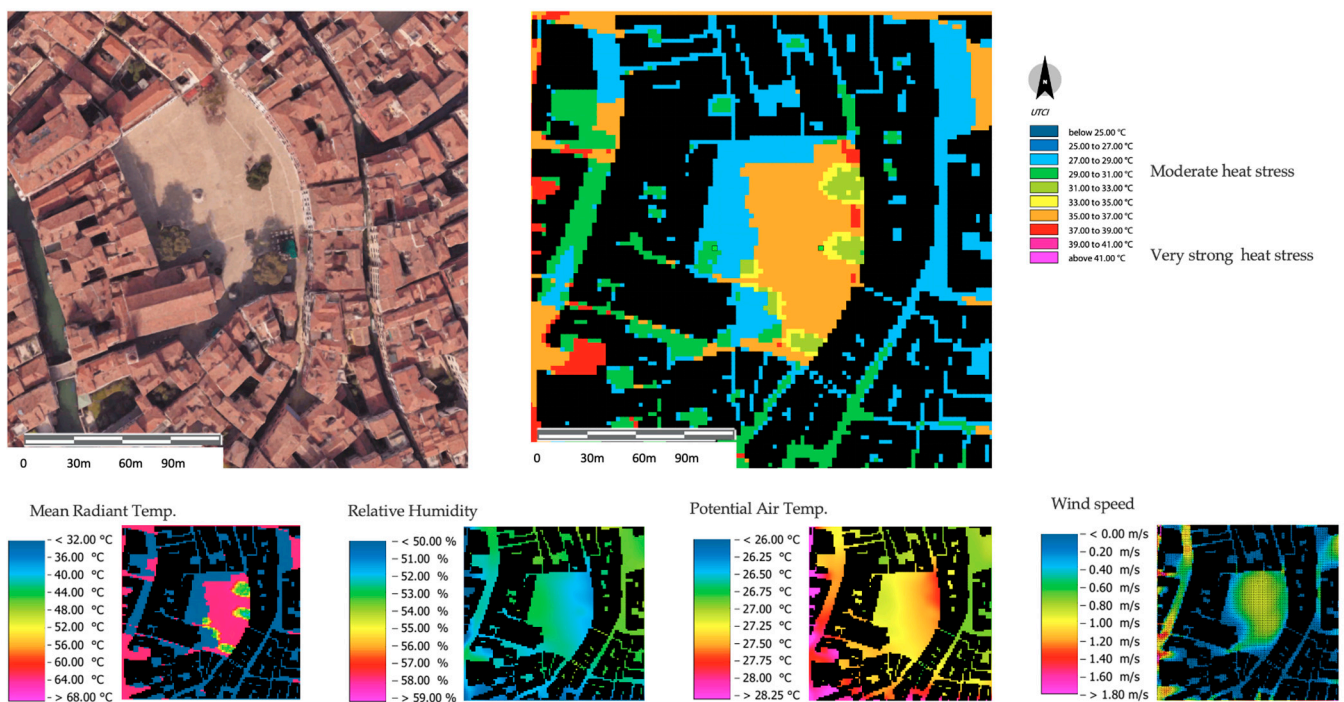 N
UTCI
below 25.00 °C
25.00 to 27.00 °C
27.00 to 29.00 °C
29.00 to 31.00 °C
31.00 to 33.00 °C
33.00 to 35.00 °C
35.00 to 37.00 °C
37.00 to 39.00 °C
39.00 to 41.00 °C
above 41.00 °C
Moderate heat stress
Very strong heat stress
0 30m 60m 90m
0 30m 60m 90m
Mean Radiant Temp.
< 32.00 °C
36.00 °C
40.00 °C
44.00 °C
48.00 °C
52.00 °C
56.00 °C
60.00 °C
64.00 °C
> 68.00 °C
Relative Humidity
< 50.00 %
51.00 %
52.00 %
53.00 %
54.00 %
55.00 %
56.00 %
57.00 %
58.00 %
> 59.00 %
Potential Air Temp.
< 26.00 °C
26.25 °C
26.50 °C
26.50 °C
27.00 °C
27.25 °C
27.50 °C
27.75 °C
28.00 °C
> 28.25 °C
Wind speed
< 0.00 m/s
0.20 m/s
0.40 m/s
0.60 m/s
0.80 m/s
1.00 m/s
1.20 m/s
1.40 m/s
1.60 m/s
> 1.80 m/s